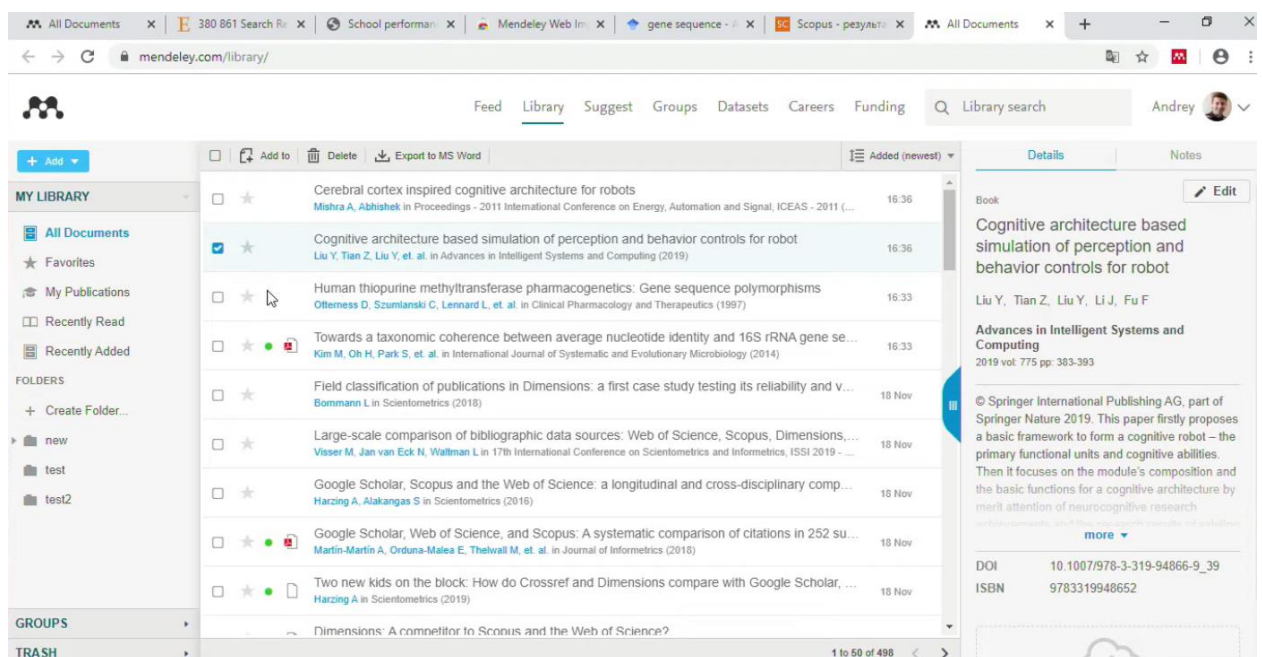 All Documents
380 861 Search Re
School performan
Mendeley Web Im
gene sequence -
Scopus - результа
All Documents
mendeley.com/library/
Feed Library Suggest Groups Datasets Careers Funding Library search Andrey
+ Add
Add to Delete Export to MS Word Added (newest)
Details Notes
MY LIBRARY
All Documents
Favorites
My Publications
Recently Read
Recently Added
FOLDERS
+ Create Folder...
new
test
test2
GROUPS
TRASH
Cerebral cortex inspired cognitive architecture for robots
Mishra A, Abhishek in Proceedings - 2011 International Conference on Energy, Automation and Signal, ICEAS - 2011 (...
16:36
Cognitive architecture based simulation of perception and behavior controls for robot
Liu Y, Tian Z, Liu Y, et. al. in Advances in Intelligent Systems and Computing (2019)
16:36
Human thiopurine methyltransferase pharmacogenetics: Gene sequence polymorphisms
Otterness D, Szumlanski C, Lennard L, et. al. in Clinical Pharmacology and Therapeutics (1997)
16:33
Towards a taxonomic coherence between average nucleotide identity and 16S rRNA gene se...
Kim M, Oh H, Park S, et. al. in International Journal of Systematic and Evolutionary Microbiology (2014)
16:33
Field classification of publications in Dimensions: a first case study testing its reliability and v...
Bornmann L in Scientometrics (2018)
18 Nov
Large-scale comparison of bibliographic data sources: Web of Science, Scopus, Dimensions,...
Visser M, Jan van Eck N, Waltman L in 17th International Conference on Scientometrics and Informetrics, ISSI 2019 - ...
18 Nov
Google Scholar, Scopus and the Web of Science: a longitudinal and cross-disciplinary comp...
Harzing A, Alakangas S in Scientometrics (2016)
18 Nov
Google Scholar, Web of Science, and Scopus: A systematic comparison of citations in 252 su...
Martín-Martín A, Orduna-Malea E, Thelwall M, et. al. in Journal of Informetrics (2018)
18 Nov
Two new kids on the block: How do Crossref and Dimensions compare with Google Scholar, ...
Harzing A in Scientometrics (2019)
18 Nov
Dimensions: A competitor to Scopus and the Web of Science?
1 to 50 of 498
Book
Edit
Cognitive architecture based
simulation of perception and
behavior controls for robot
Liu Y, Tian Z, Liu Y, Li J, Fu F
Advances in Intelligent Systems and
Computing
2019 vol: 775 pp: 383-393
© Springer International Publishing AG, part of
Springer Nature 2019. This paper firstly proposes
a basic framework to form a cognitive robot – the
primary functional units and cognitive abilities.
Then it focuses on the module's composition and
the basic functions for a cognitive architecture by
merit attention of neurocognitive research
more
DOI 10.1007/978-3-319-94866-9_39
ISBN 9783319948652